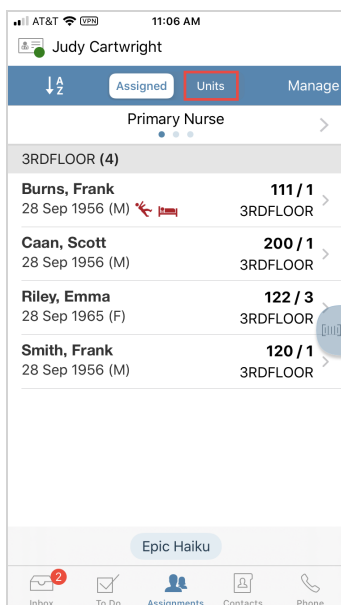 AT&T VPN 11:06 AM
Judy Cartwright
A
Z Assigned Units Manage
Primary Nurse
3RDFLOOR (4)
Burns, Frank 111 / 1
28 Sep 1956 (M) 3RDFLOOR
Caan, Scott 200 / 1
28 Sep 1956 (M) 3RDFLOOR
Riley, Emma 122 / 3
28 Sep 1965 (F) 3RDFLOOR
Smith, Frank 120 / 1
28 Sep 1956 (M) 3RDFLOOR
Epic Haiku
2
Inbox To Do Assignments Contacts Phone